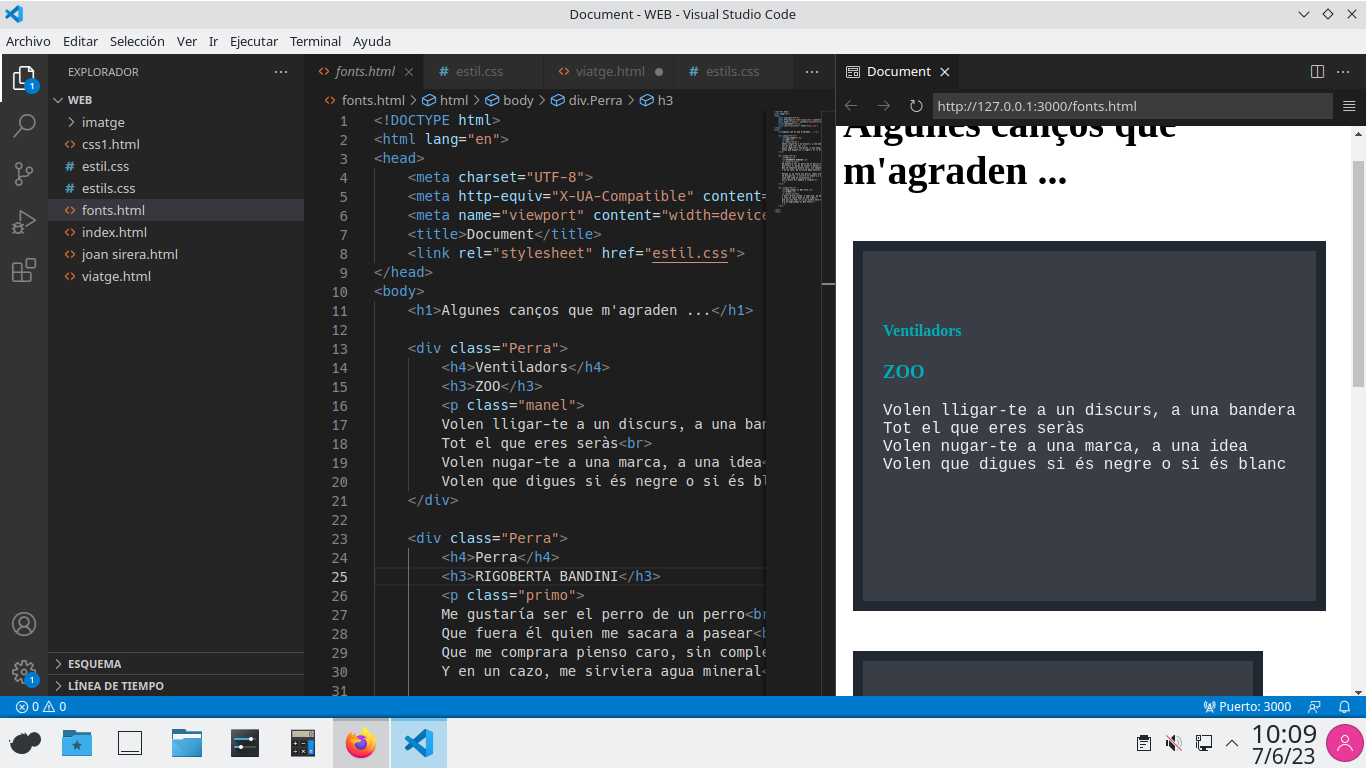 Document - WEB - Visual Studio Code
Archivo Editar Selección Ver Ir Ejecutar Terminal Ayuda
EXPLORADOR
WEB
imatge
css1.html
estil.css
estils.css
fonts.html
index.html
joan sirera.html
viatge.html
ESQUEMA
LÍNEA DE TIEMPO
1
1
fonts.html estil.css viatge.html estils.css
fonts.html > html > body > div.Perra > h3
1 <!DOCTYPE html>
2 <html lang="en">
3 <head>
4 <meta charset="UTF-8">
5 <meta http-equiv="X-UA-Compatible" content=
6 <meta name="viewport" content="width=device
7 <title>Document</title>
8 <link rel="stylesheet" href="estil.css">
9 </head>
10 <body>
11 <h1>Algunes canços que m'agraden ...</h1>
12
13 <div class="Perra">
14 <h4>Ventiladors</h4>
15 <h3>ZOO</h3>
16 <p class="manel">
17 Volen lligar-te a un discurs, a una ban
18 Tot el que eres seràs<br>
19 Volen nugar-te a una marca, a una idea<
20 Volen que digues si és negre o si és bl
21 </div>
22
23 <div class="Perra">
24 <h4>Perra</h4>
25 <h3>RIGOBERTA BANDINI</h3>
26 <p class="primo">
27 Me gustaría ser el perro de un perro<br
28 Que fuera él quien me sacara a pasear<b
29 Que me comprara pienso caro, sin comple
30 Y en un cazo, me sirviera agua mineral<
31
Document
http://127.0.0.1:3000/fonts.html
Algunes canços que
m'agraden ...
Ventiladors
ZOO
Volen lligar-te a un discurs, a una bandera
Tot el que eres seràs
Volen nugar-te a una marca, a una idea
Volen que digues si és negre o si és blanc
0 0 Puerto: 3000
10:09
7/6/23